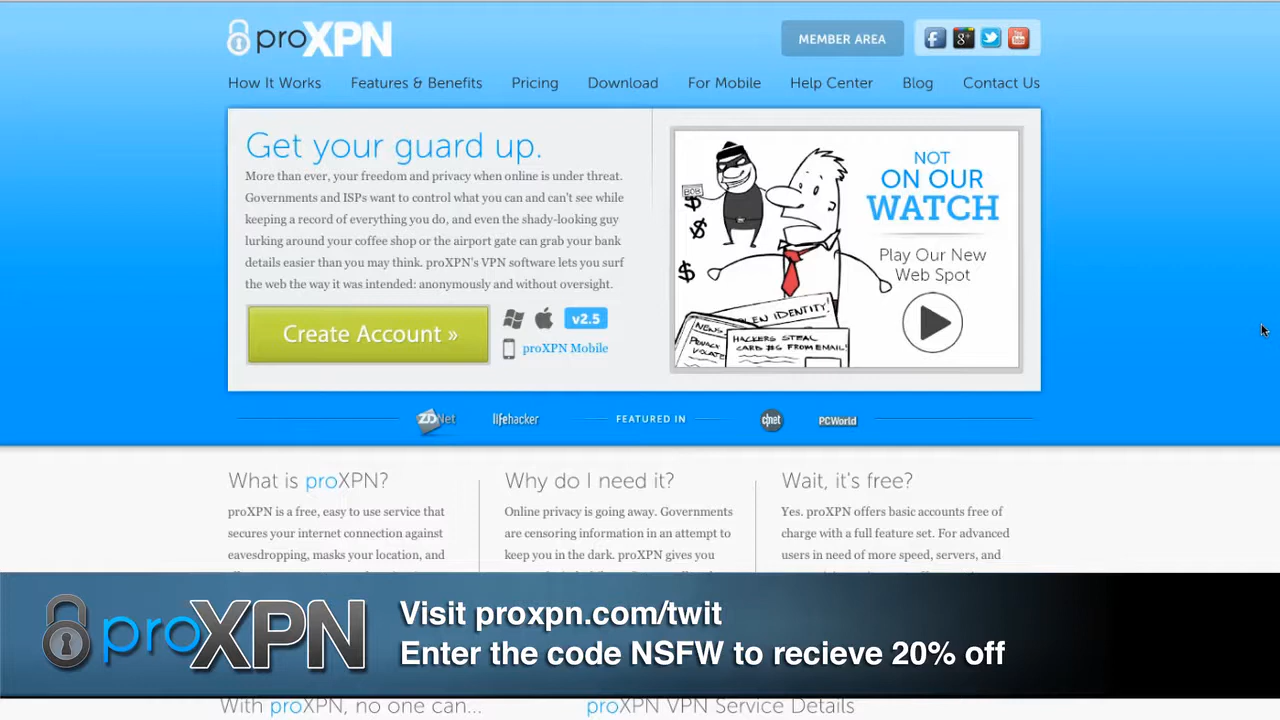 proXPN
MEMBER AREA
How It Works Features & Benefits Pricing Download For Mobile Help Center Blog Contact Us
Get your guard up.
More than ever, your freedom and privacy when online is under threat.
Governments and ISPs want to control what you can and can't see while
keeping a record of everything you do, and even the shady-looking guy
lurking around your coffee shop or the airport gate can grab your bank
details easier than you may think. proXPN's VPN software lets you surf
the web the way it was intended: anonymously and without oversight.
Create Account »
v2.5
proXPN Mobile
BOB
NEWS
PRIVACY
VIOLATE
LEN IDENTITY!
HACKERS STEAL
CARD #S FROM EMAIL!
NOT
ON OUR
WATCH
Play Our New
Web Spot
ZDNet lifehacker FEATURED IN c|net PCWorld
What is proXPN?
proXPN is a free, easy to use service that
secures your internet connection against
eavesdropping, masks your location, and
Why do I need it?
Online privacy is going away. Governments
are censoring information in an attempt to
keep you in the dark. proXPN gives you
Wait, it's free?
Yes. proXPN offers basic accounts free of
charge with a full feature set. For advanced
users in need of more speed, servers, and
proXPN
Visit proxpn.com/twit
Enter the code NSFW to recieve 20% off
With proXPN, no one can...
proXPN VPN Service Details